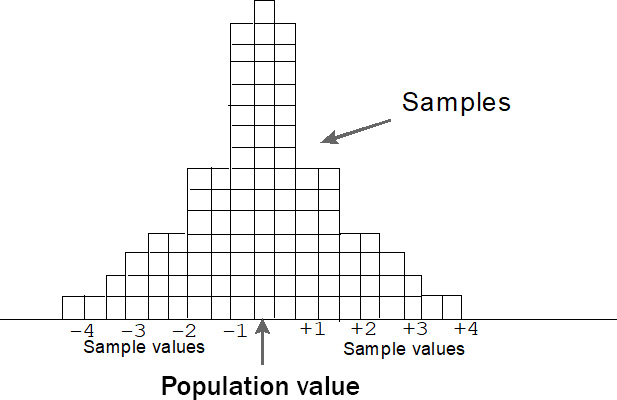 Samples
-4 -3 -2 -1 +1 +2 +3 +4
Sample values Sample values
Population value